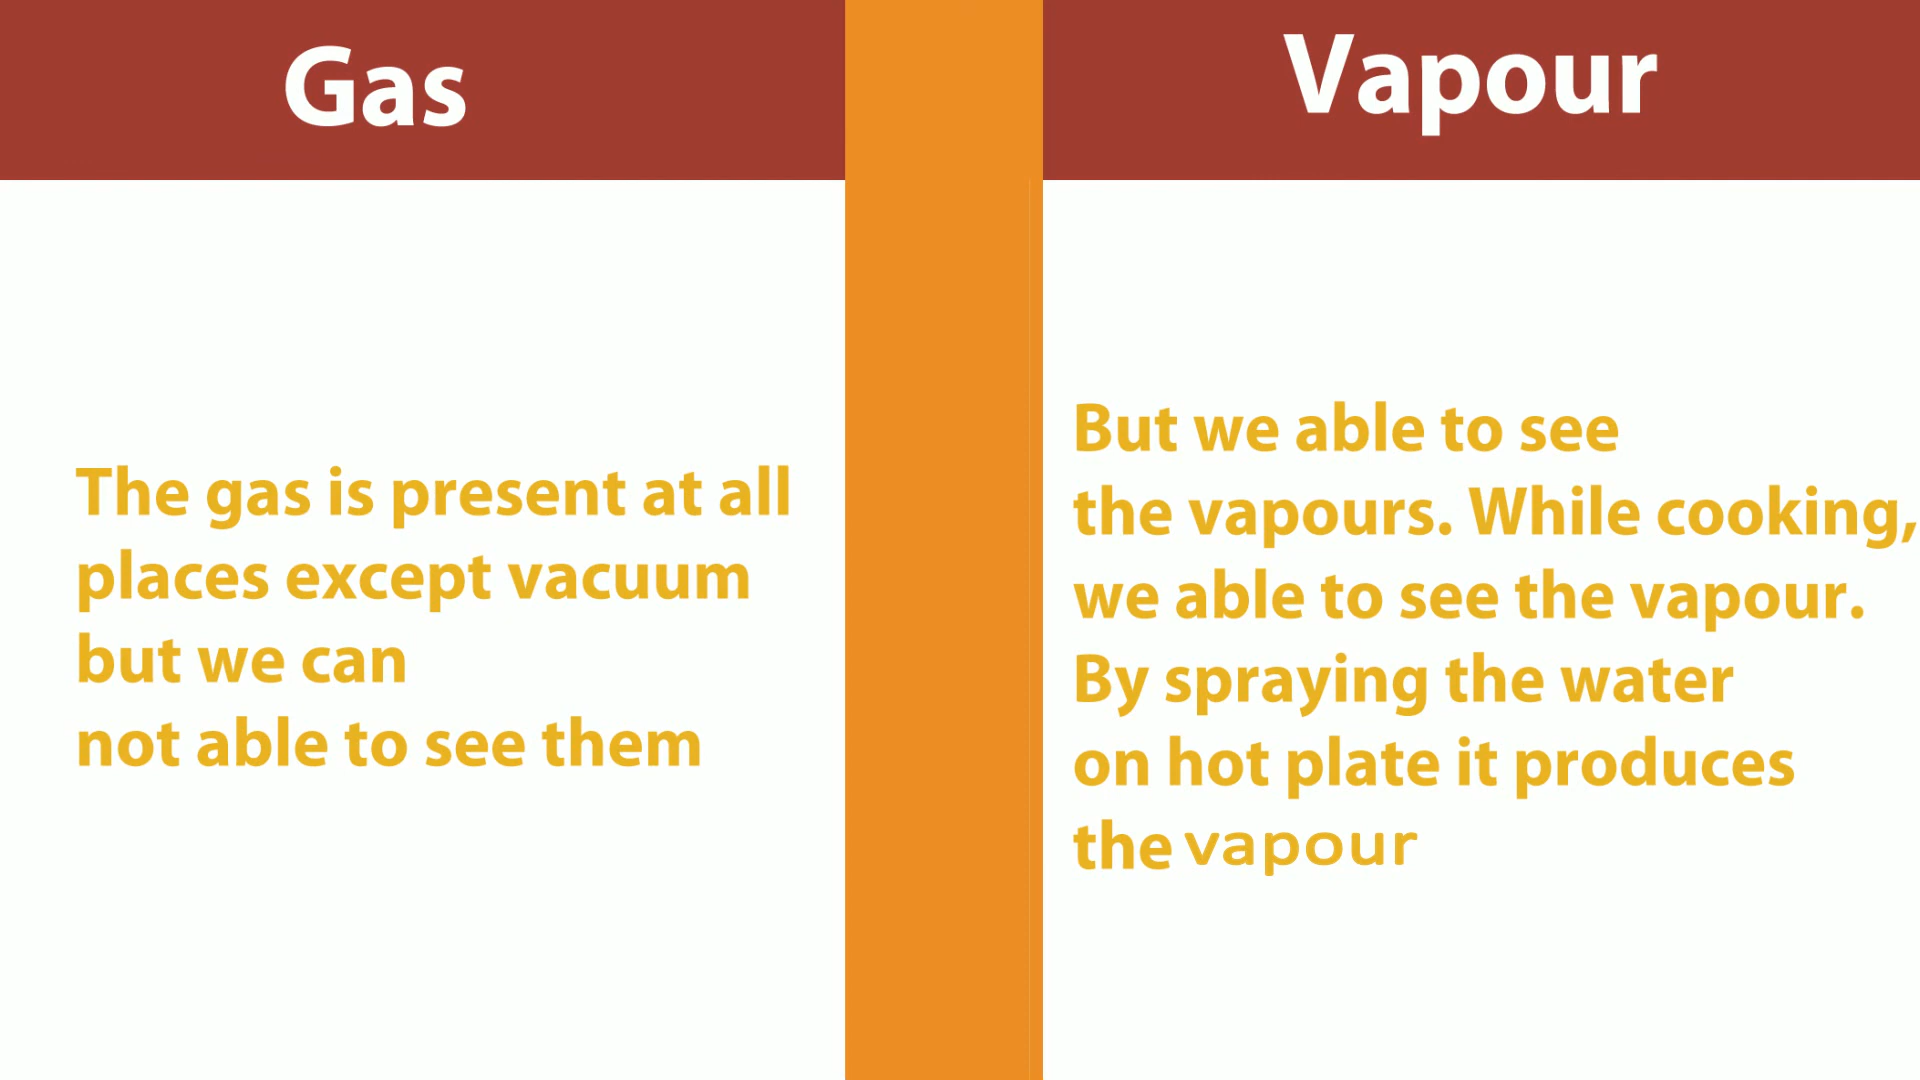 Gas
The gas is present at all
places except vacuum
but we can
not able to see them
Vapour
But we able to see
the vapours. While cooking,
we able to see the vapour.
By spraying the water
on hot plate it produces
the vapour